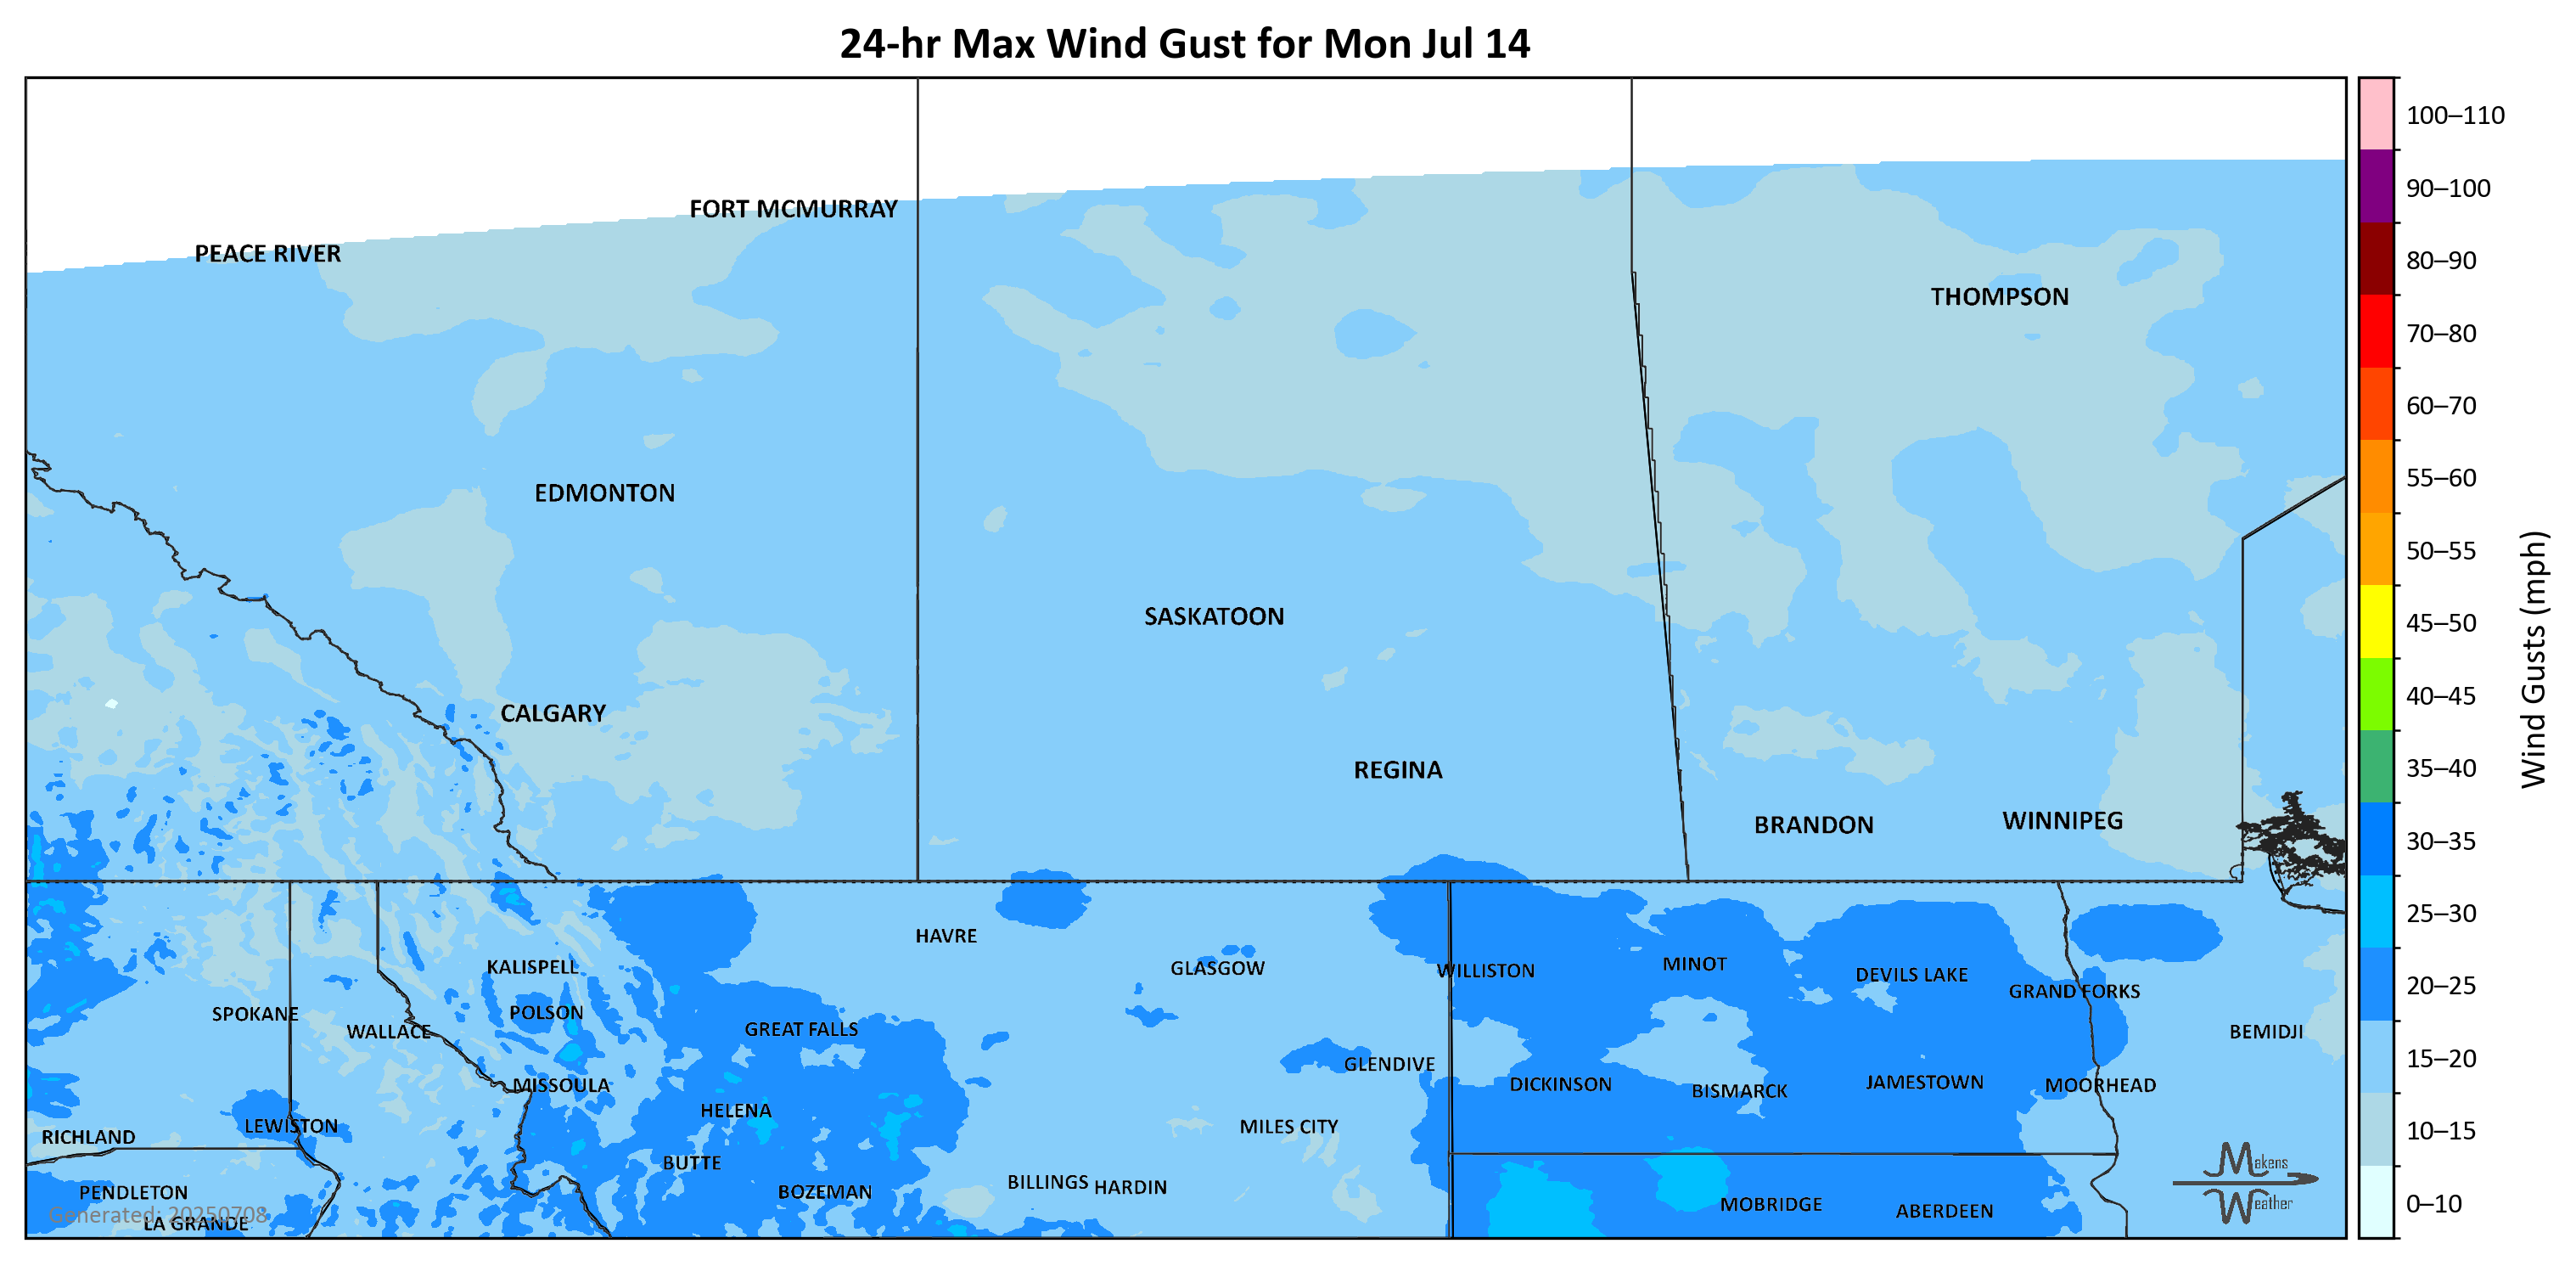 24-hr Max Wind Gust for Mon Jul 14
FORT MCMURRAY
PEACE RIVER
THOMPSON
EDMONTON
SASKATOON
CALGARY
REGINA
BRANDON
WINNIPEG
HAVRE
KALISPELL
GLASGOW
WILLISTON
MINOT
DEVILS LAKE
GRAND FORKS
SPOKANE
POLSON
WALLACE
GREAT FALLS
BEMIDJI
GLENDIVE
MISSOULA
DICKINSON
BISMARCK
JAMESTOWN
MOORHEAD
HELENA
LEWISTON
MILES CITY
RICHLAND
BUTTE
PENDLETON
BOZEMAN
BILLINGS
HARDIN
MOBRIDGE
ABERDEEN
Generated: 20250708
LA GRANDE
Makens
Weather
100–110
90–100
80–90
70–80
60–70
55–60
50–55
45–50
40–45
35–40
30–35
25–30
20–25
15–20
10–15
0–10
Wind Gusts (mph)